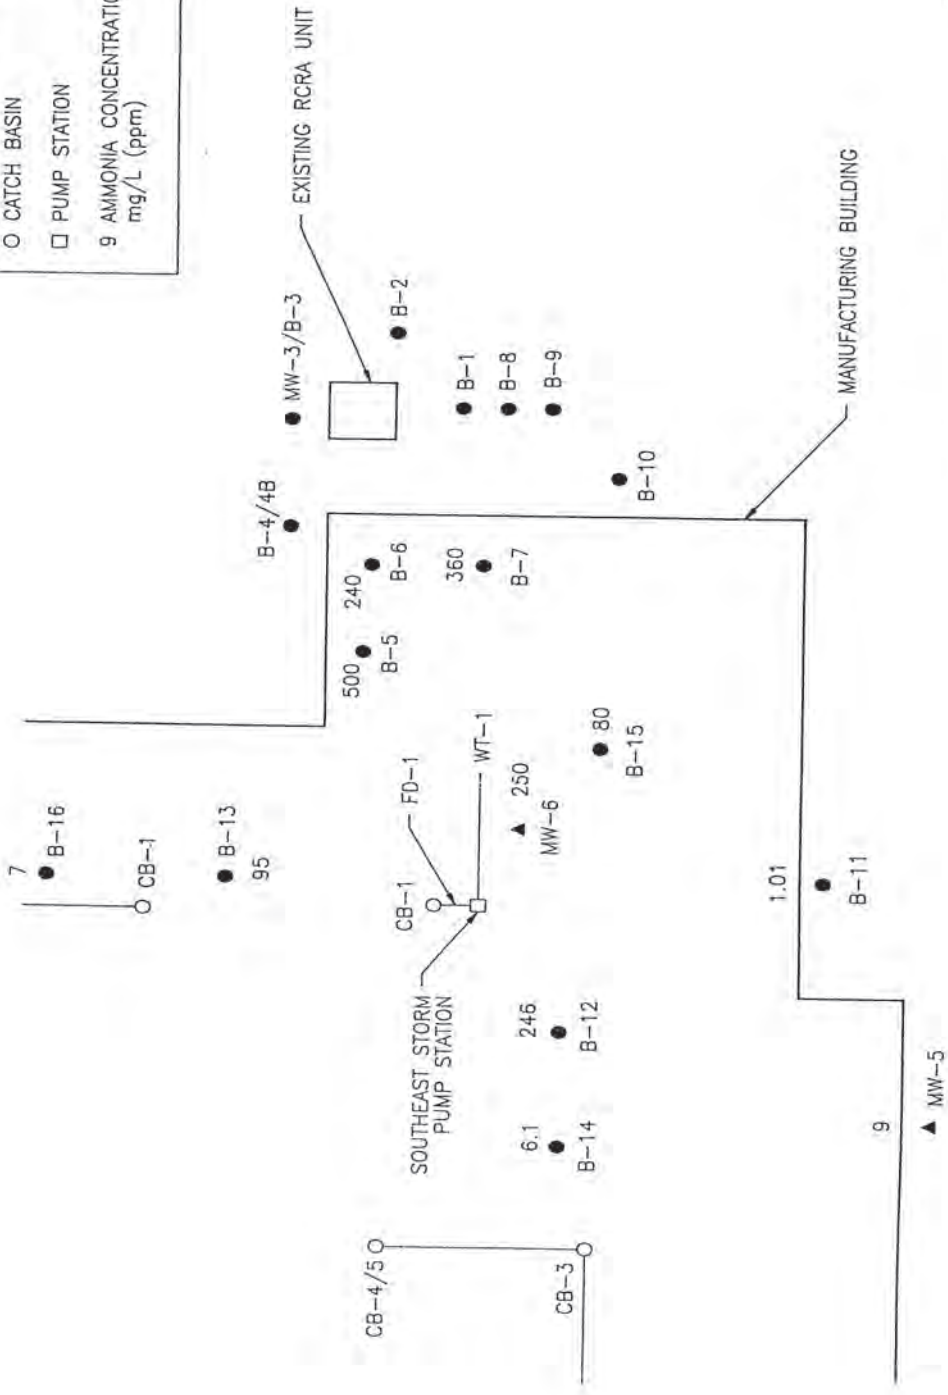 ○ CATCH BASIN
□ PUMP STATION
9 AMMONIA CONCENTRATIO
mg/L (ppm)
EXISTING RCRA UNIT
MW-3/B-3
B-2
B-1
B-8
B-9
B-10
MANUFACTURING BUILDING
B-4/4B
240
B-6
360
B-7
500
B-5
80
B-15
250
MW-6
WT-1
FD-1
CB-1
SOUTHEAST STORM
PUMP STATION
7
B-16
CB-1
B-13
95
1.01
B-11
246
B-12
6.1
B-14
9
MW-5
CB-4/5
CB-3